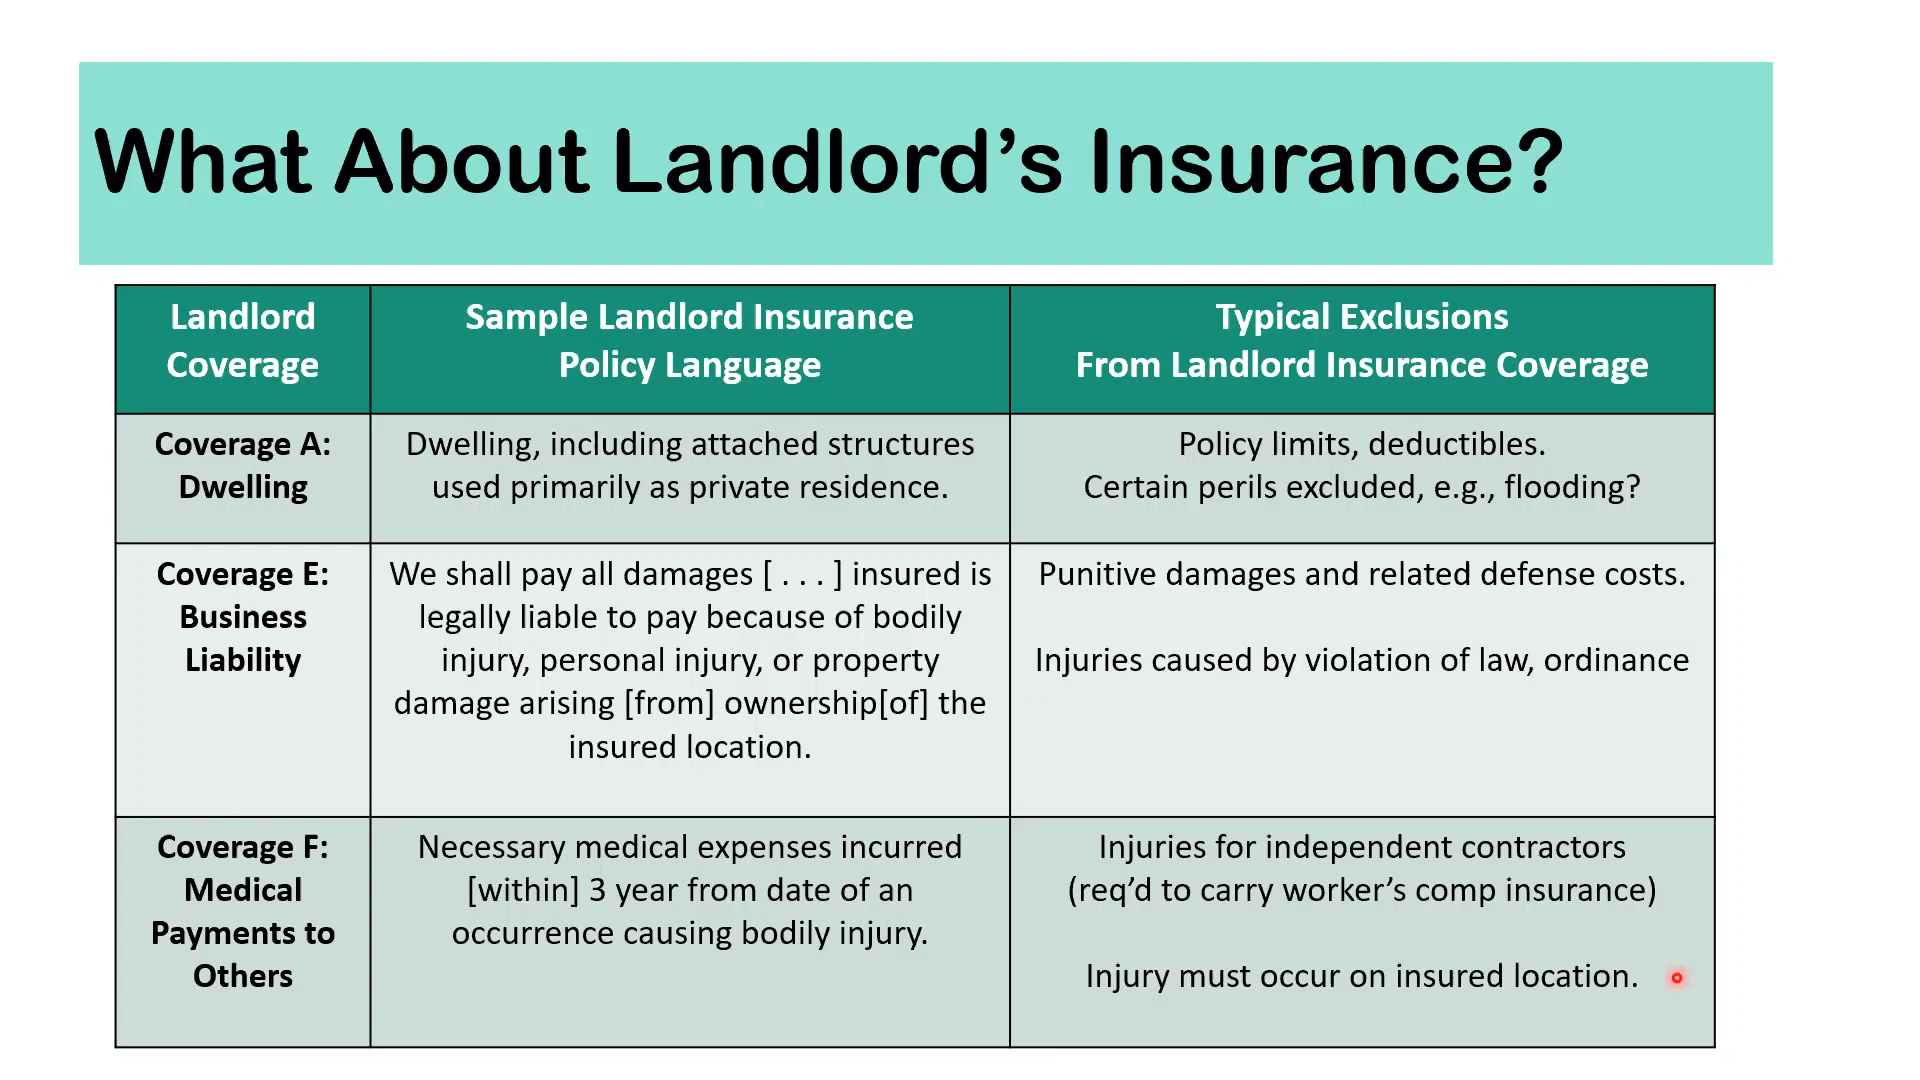 What About Landlord’s Insurance?
Landlord
Coverage
Sample Landlord Insurance
Policy Language
Typical Exclusions
From Landlord Insurance Coverage
Coverage A:
Dwelling
Dwelling, including attached structures
used primarily as private residence.
Policy limits, deductibles.
Certain perils excluded, e.g., flooding?
Coverage E:
Business
Liability
We shall pay all damages [ . . . ] insured is
legally liable to pay because of bodily
injury, personal injury, or property
damage arising [from] ownership[of] the
insured location.
Punitive damages and related defense costs.
Injuries caused by violation of law, ordinance
Coverage F:
Medical
Payments to
Others
Necessary medical expenses incurred
[within] 3 year from date of an
occurrence causing bodily injury.
Injuries for independent contractors
(req’d to carry worker’s comp insurance)
Injury must occur on insured location.